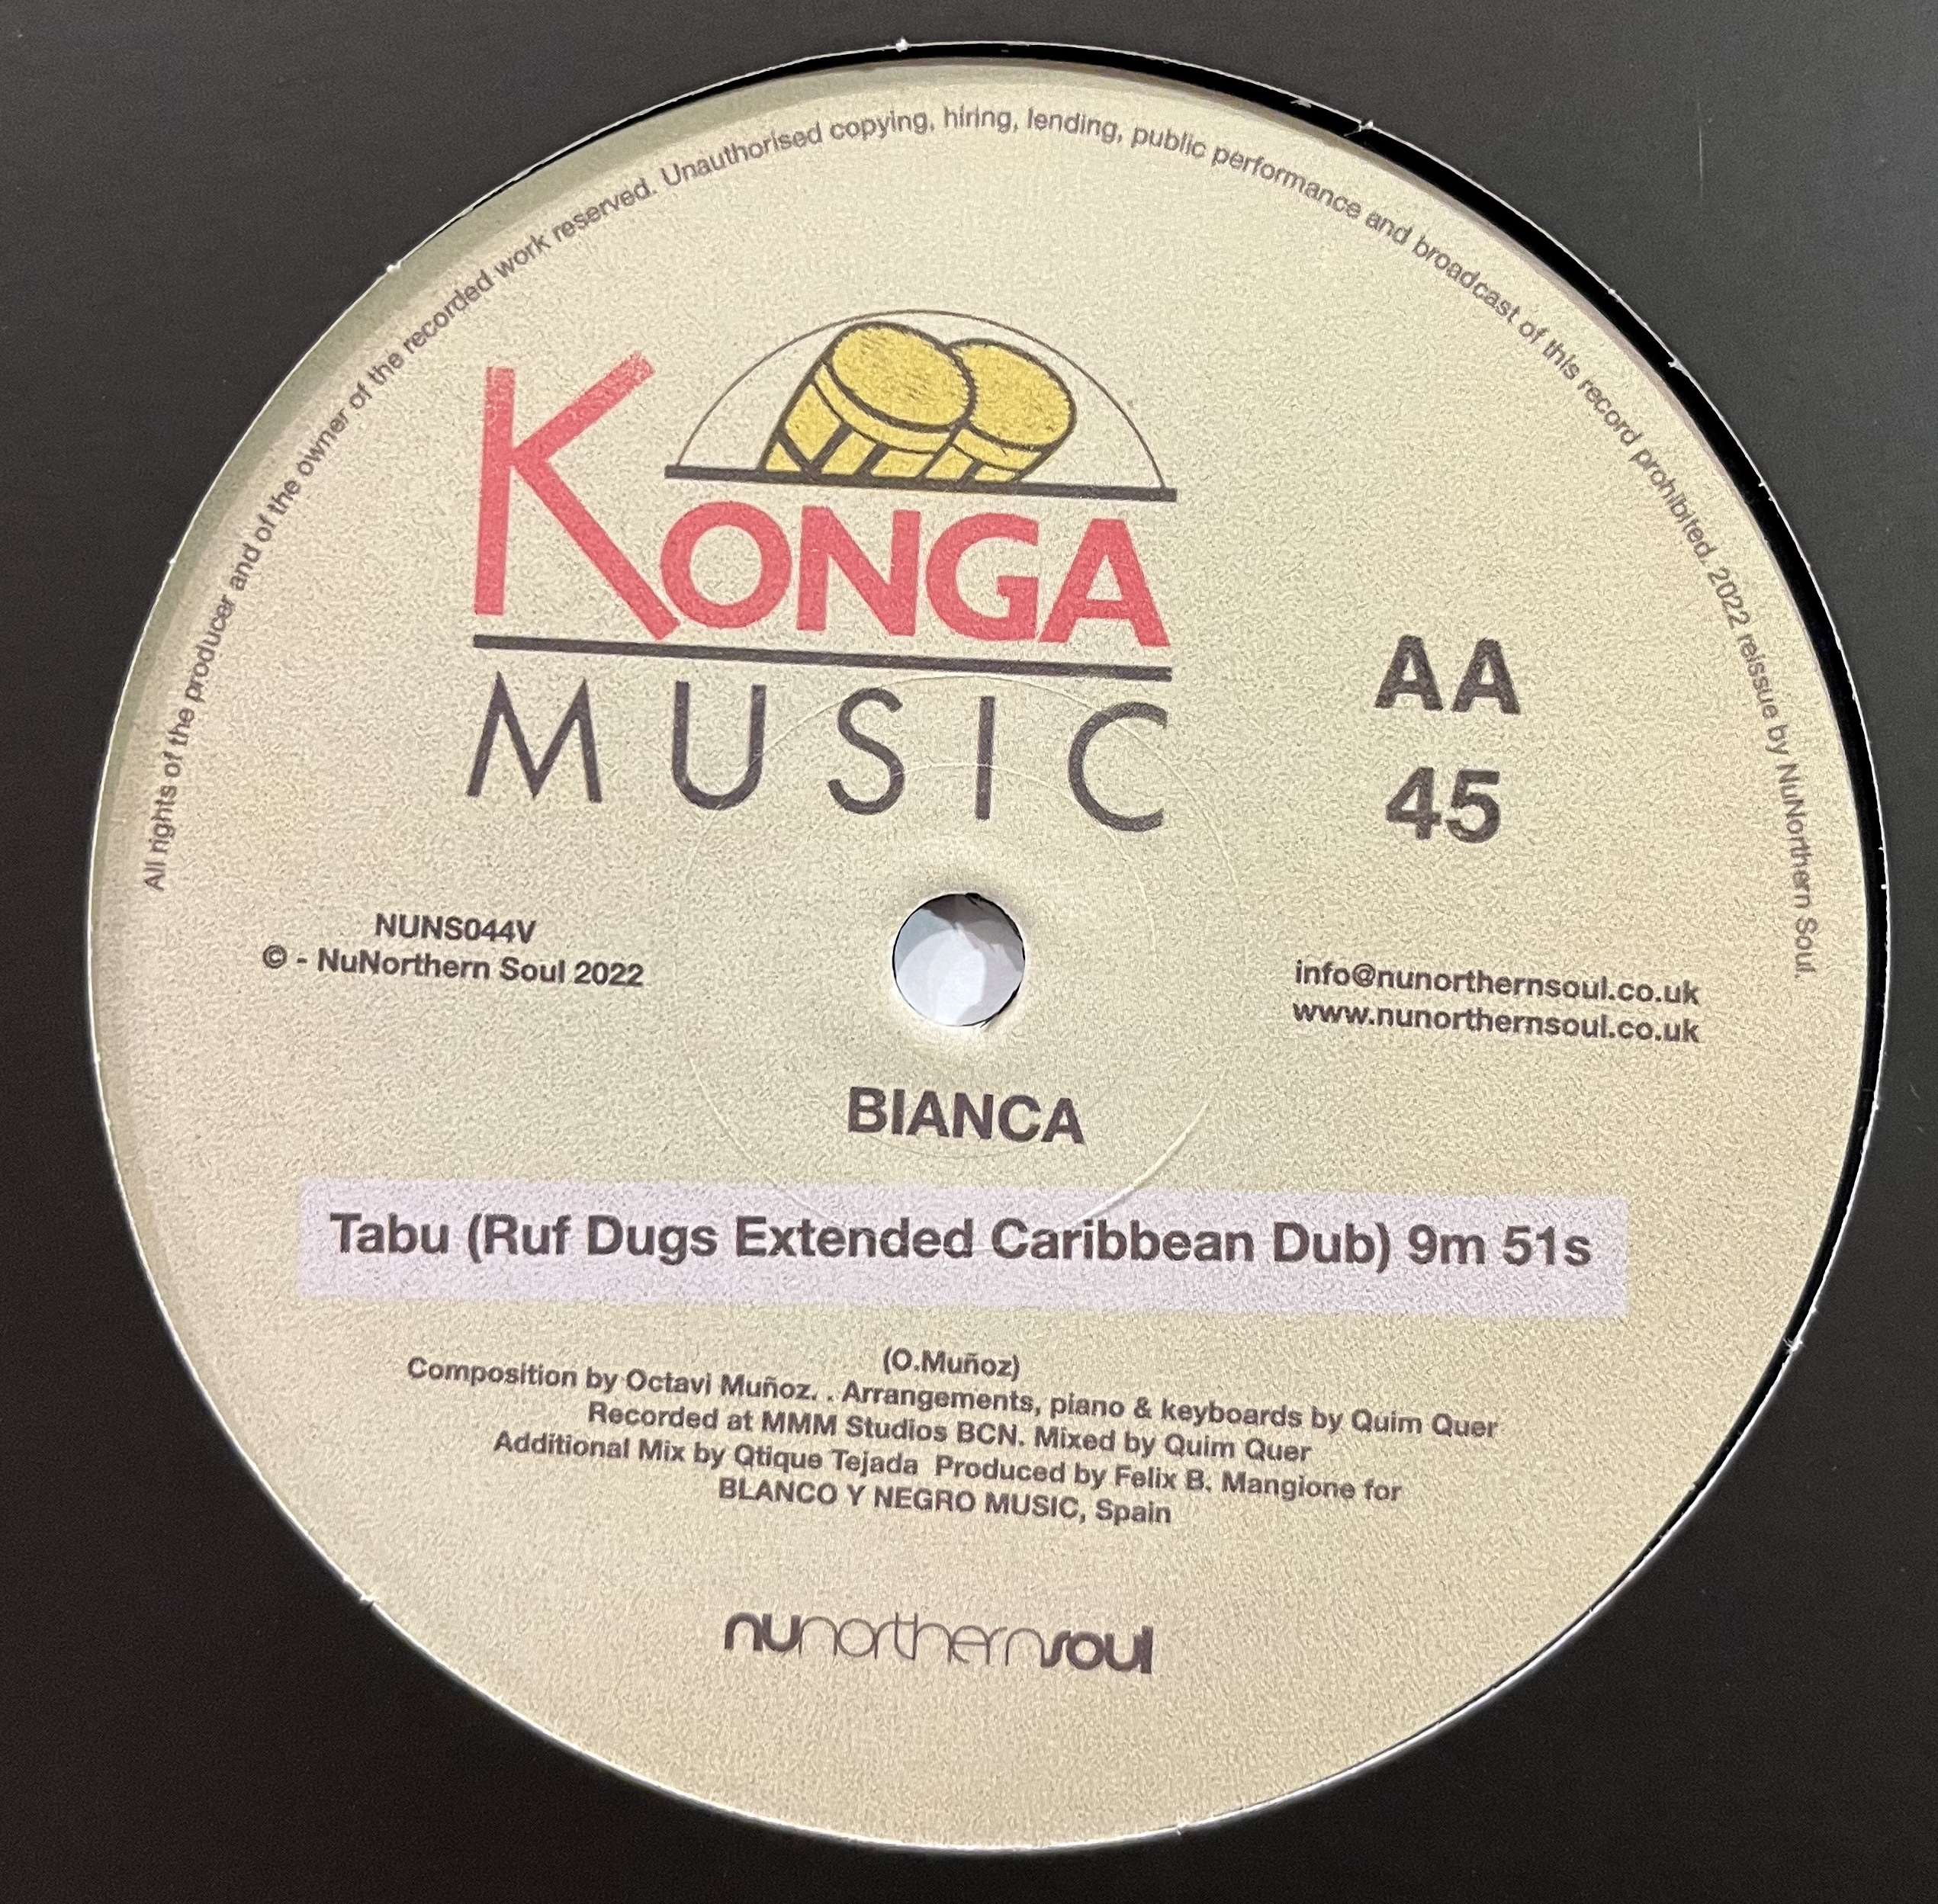 All rights of the producer and of the owner of the recorded work reserved. Unauthorised copying, hiring, lending, public performance and broadcast of this record prohibited. 2022 reissue by NuNorthern Soul.
KONGA
MUSIC
AA
45
NUNS044V
© - NuNorthern Soul 2022
info@nunorthernsoul.co.uk
www.nunorthernsoul.co.uk
BIANCA
Tabu (Ruf Dugs Extended Caribbean Dub) 9m 51s
(O.Muñoz)
Composition by Octavi Muñoz. . Arrangements, piano & keyboards by Quim Quer
Recorded at MMM Studios BCN. Mixed by Quim Quer
Additional Mix by Qtique Tejada  Produced by Felix B. Mangione for
BLANCO Y NEGRO MUSIC, Spain
nunorthernsoul